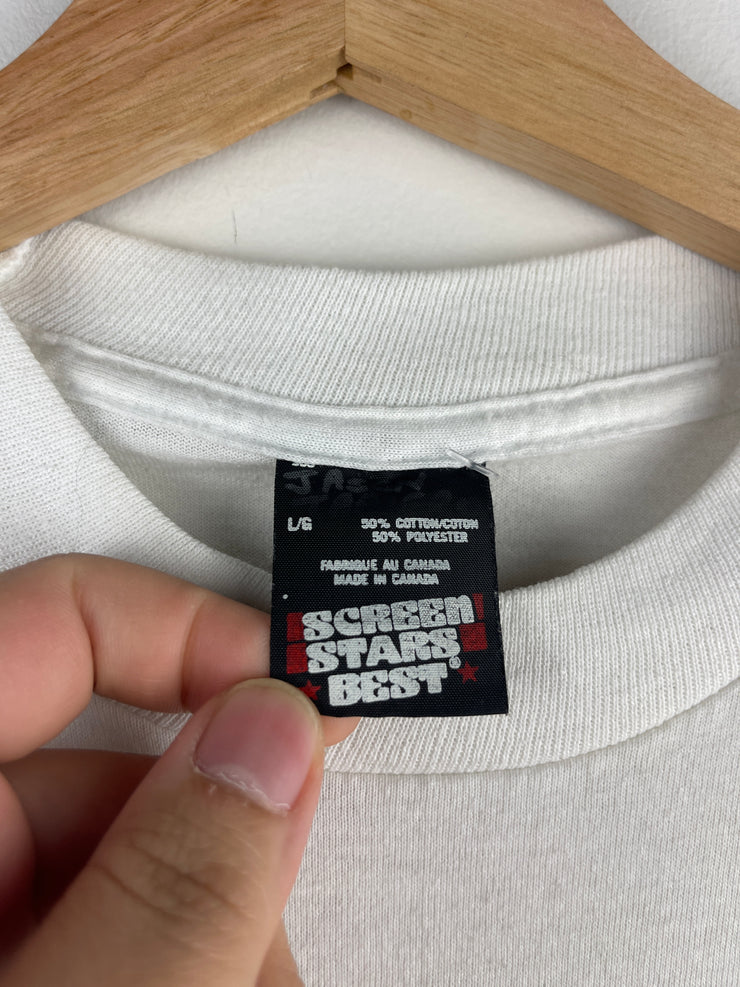 L/G
50% COTTON/COTON
50% POLYESTER
FABRIQUE AU CANADA
MADE IN CANADA
SCREEN
STARS
BEST®